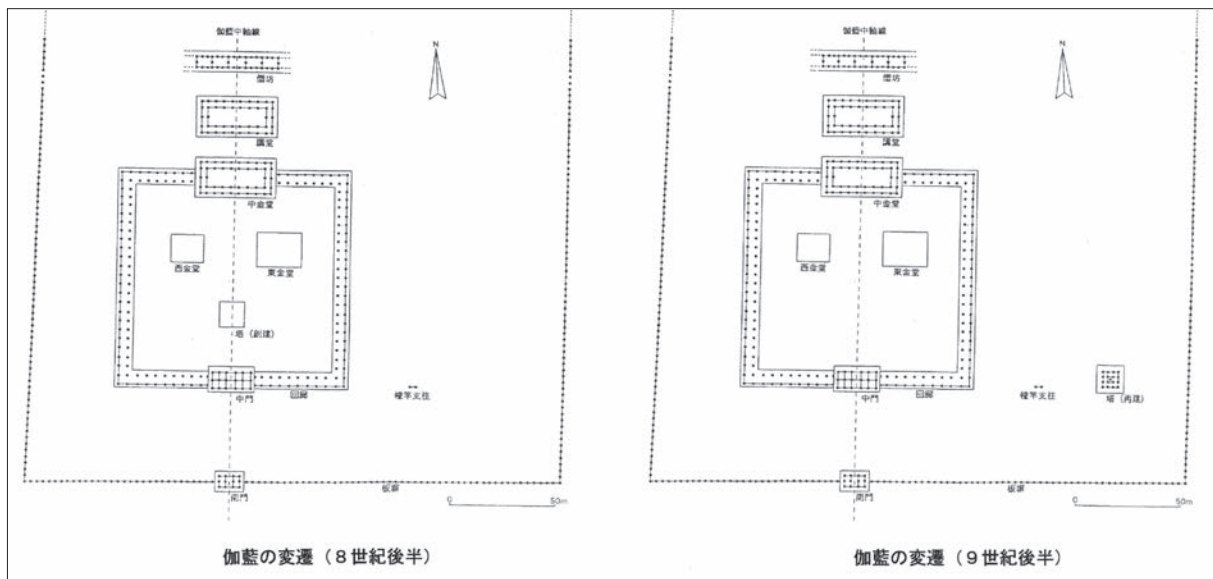 伽藍中軸線
N
僧坊
講堂
中金堂
西金堂
東金堂
塔（創建）
中門
回廊
幢竿支柱
南門
板塀
0
50m
伽藍の変遷（８世紀後半）
伽藍中軸線
N
僧坊
講堂
中金堂
西金堂
東金堂
中門
回廊
幢竿支柱
塔（再建）
南門
板塀
0
50m
伽藍の変遷（９世紀後半）